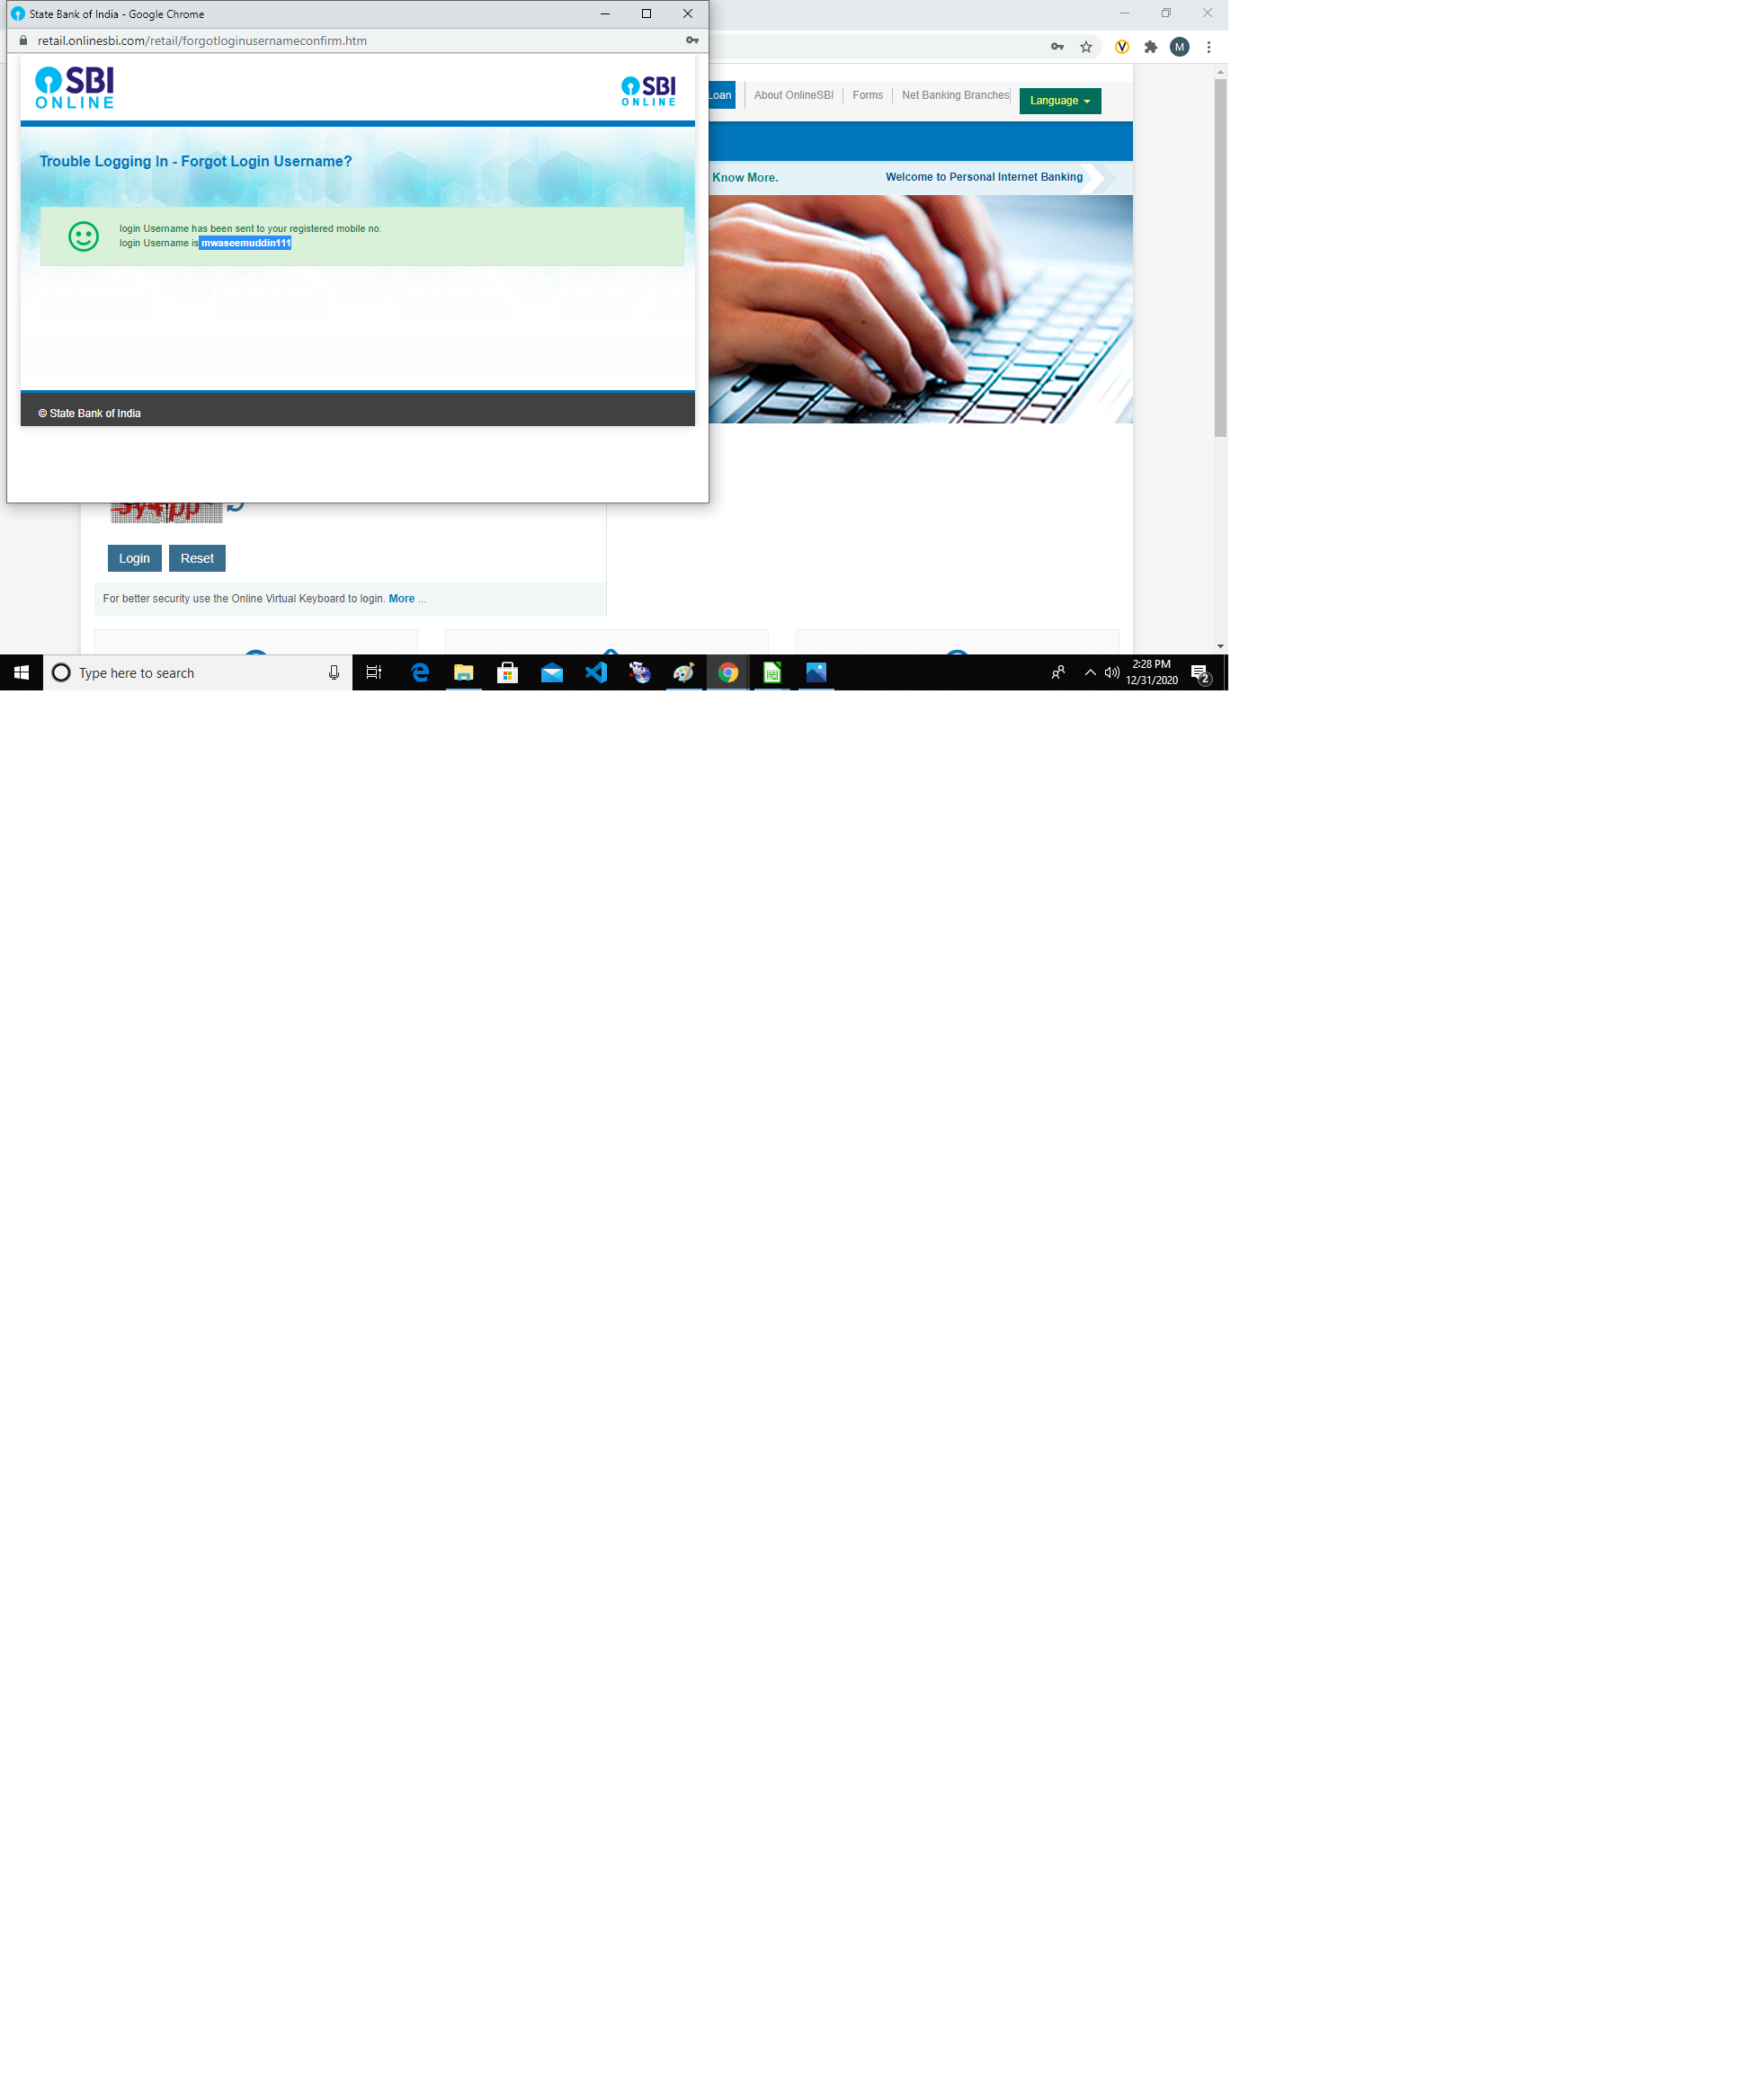 State Bank of India - Google Chrome
retail.onlinesbi.com/retail/forgotloginusernameconfirm.htm
M
SBI
ONLINE
SBI
ONLINE
Loan
About OnlineSBI
Forms
Net Banking Branches
Language
Trouble Logging In - Forgot Login Username?
Know More.
Welcome to Personal Internet Banking
login Username has been sent to your registered mobile no.
login Username is mwaseemuddin111
© State Bank of India
Login
Reset
For better security use the Online Virtual Keyboard to login. More ...
Type here to search
2:28 PM
12/31/2020
2